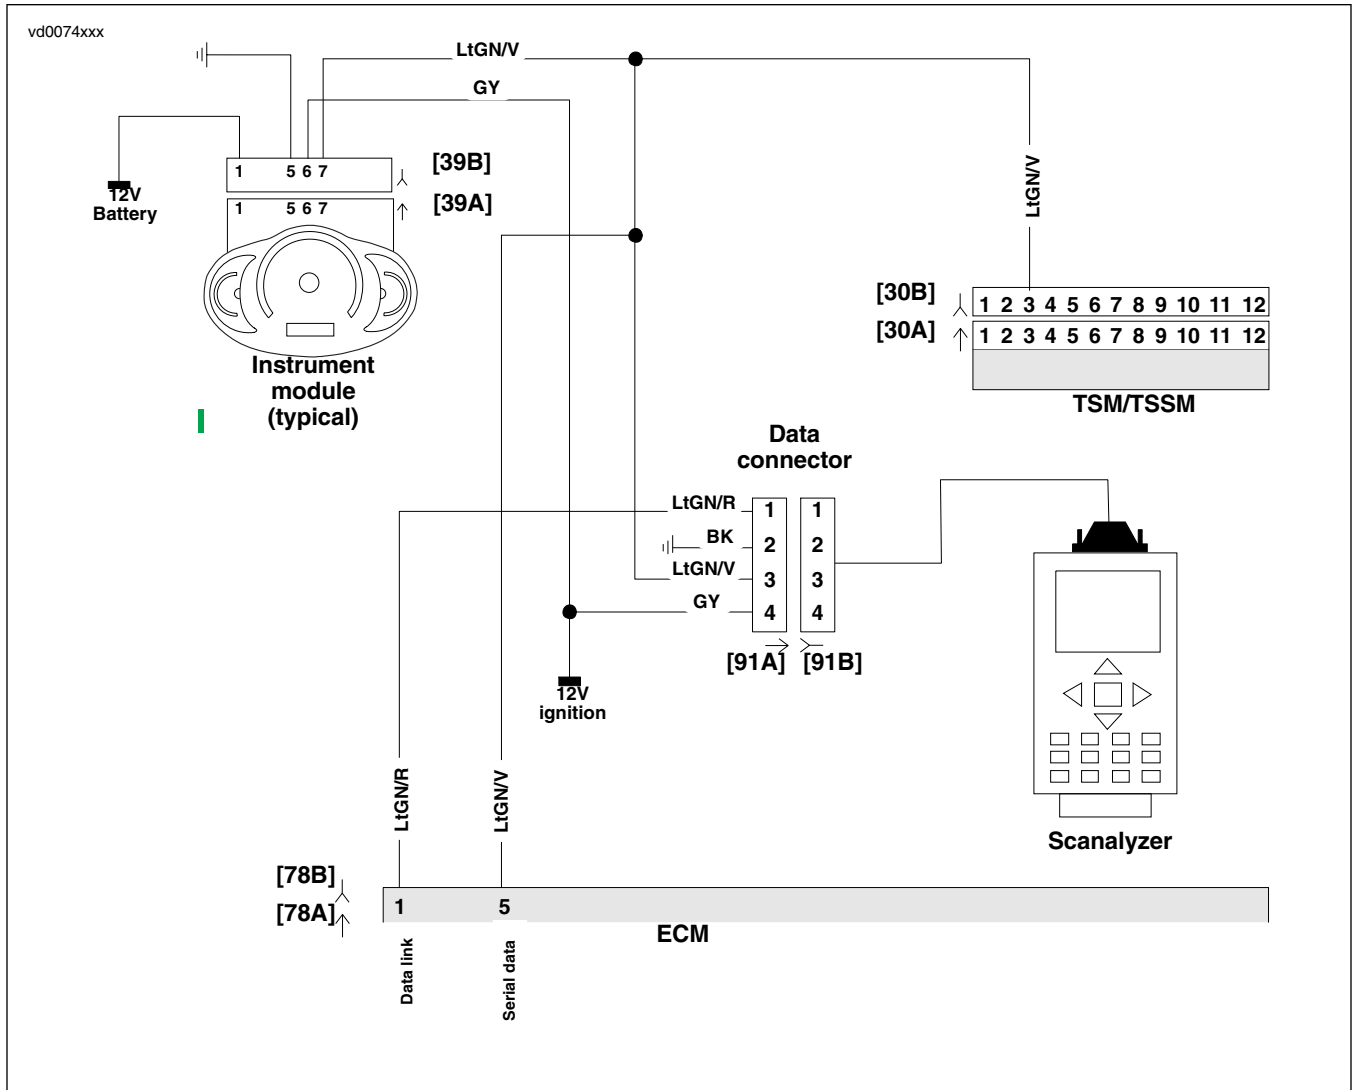 vd0074xxx
LtGN/V
GY
1 5 6 7
[39B]
1 5 6 7
[39A]
12V
Battery
LtGN/V
Instrument
module
(typical)
[30B]
1 2 3 4 5 6 7 8 9 10 11 12
[30A]
1 2 3 4 5 6 7 8 9 10 11 12
TSM/TSSM
Data
connector
LtGN/R
1 1
BK
2 2
LtGN/V
3 3
GY
4 4
[91A] [91B]
12V
ignition
LtGN/R
LtGN/V
Scanalyzer
[78B]
[78A]
1 5
ECM
Data link
Serial data